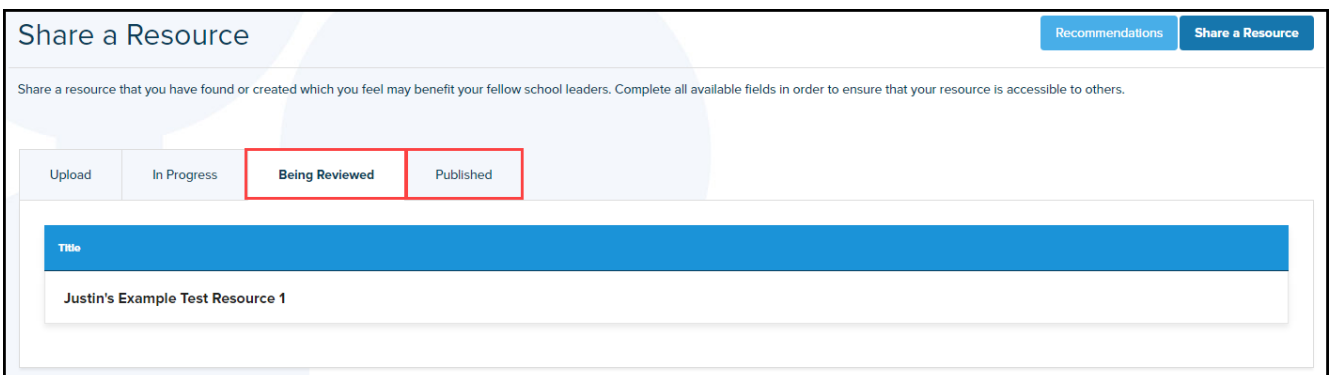 Share a Resource
Recommendations
Share a Resource
Share a resource that you have found or created which you feel may benefit your fellow school leaders. Complete all available fields in order to ensure that your resource is accessible to others.
Upload
In Progress
Being Reviewed
Published
Title
Justin's Example Test Resource 1